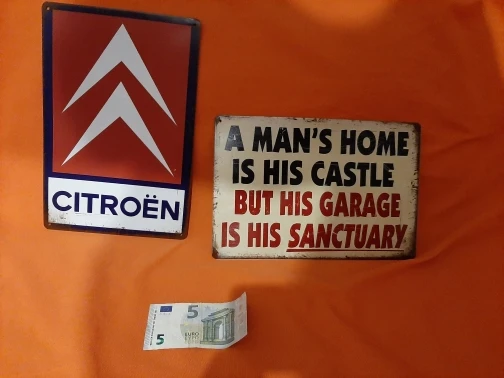 CITROËN
A MAN'S HOME
IS HIS CASTLE
BUT HIS GARAGE
IS HIS SANCTUARY
5
5
EURO